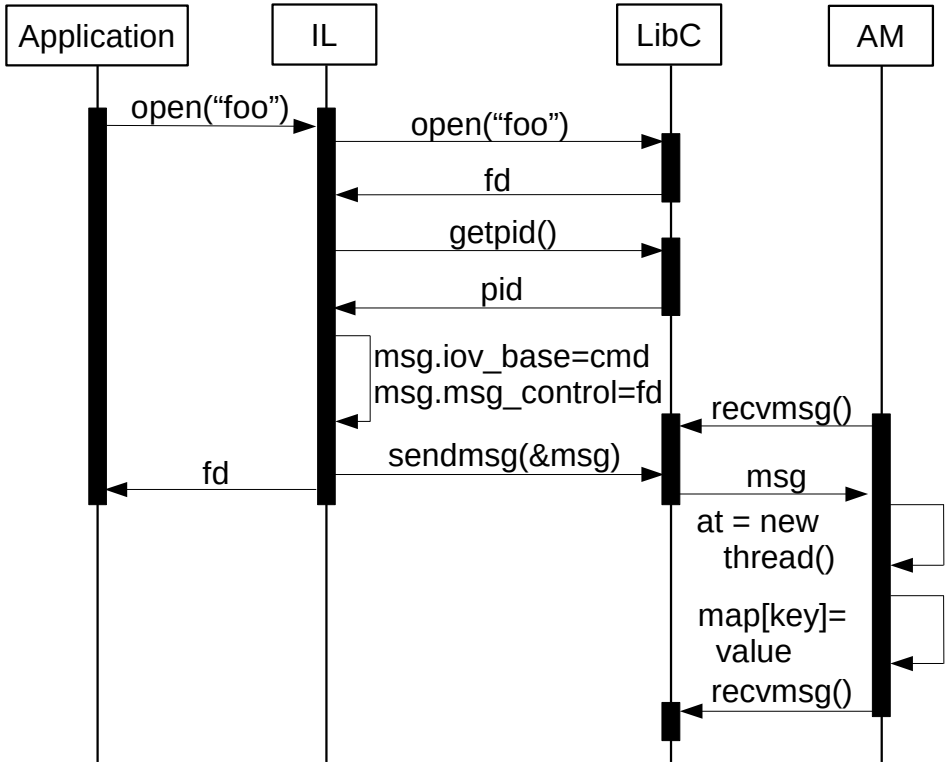 Application
IL
LibC
AM
open(“foo”)
open(“foo”)
fd
getpid()
pid
msg.iov_base=cmd
msg.msg_control=fd
recvmsg()
sendmsg(&msg)
fd
msg
at = new
thread()
map[key]=
value
recvmsg()